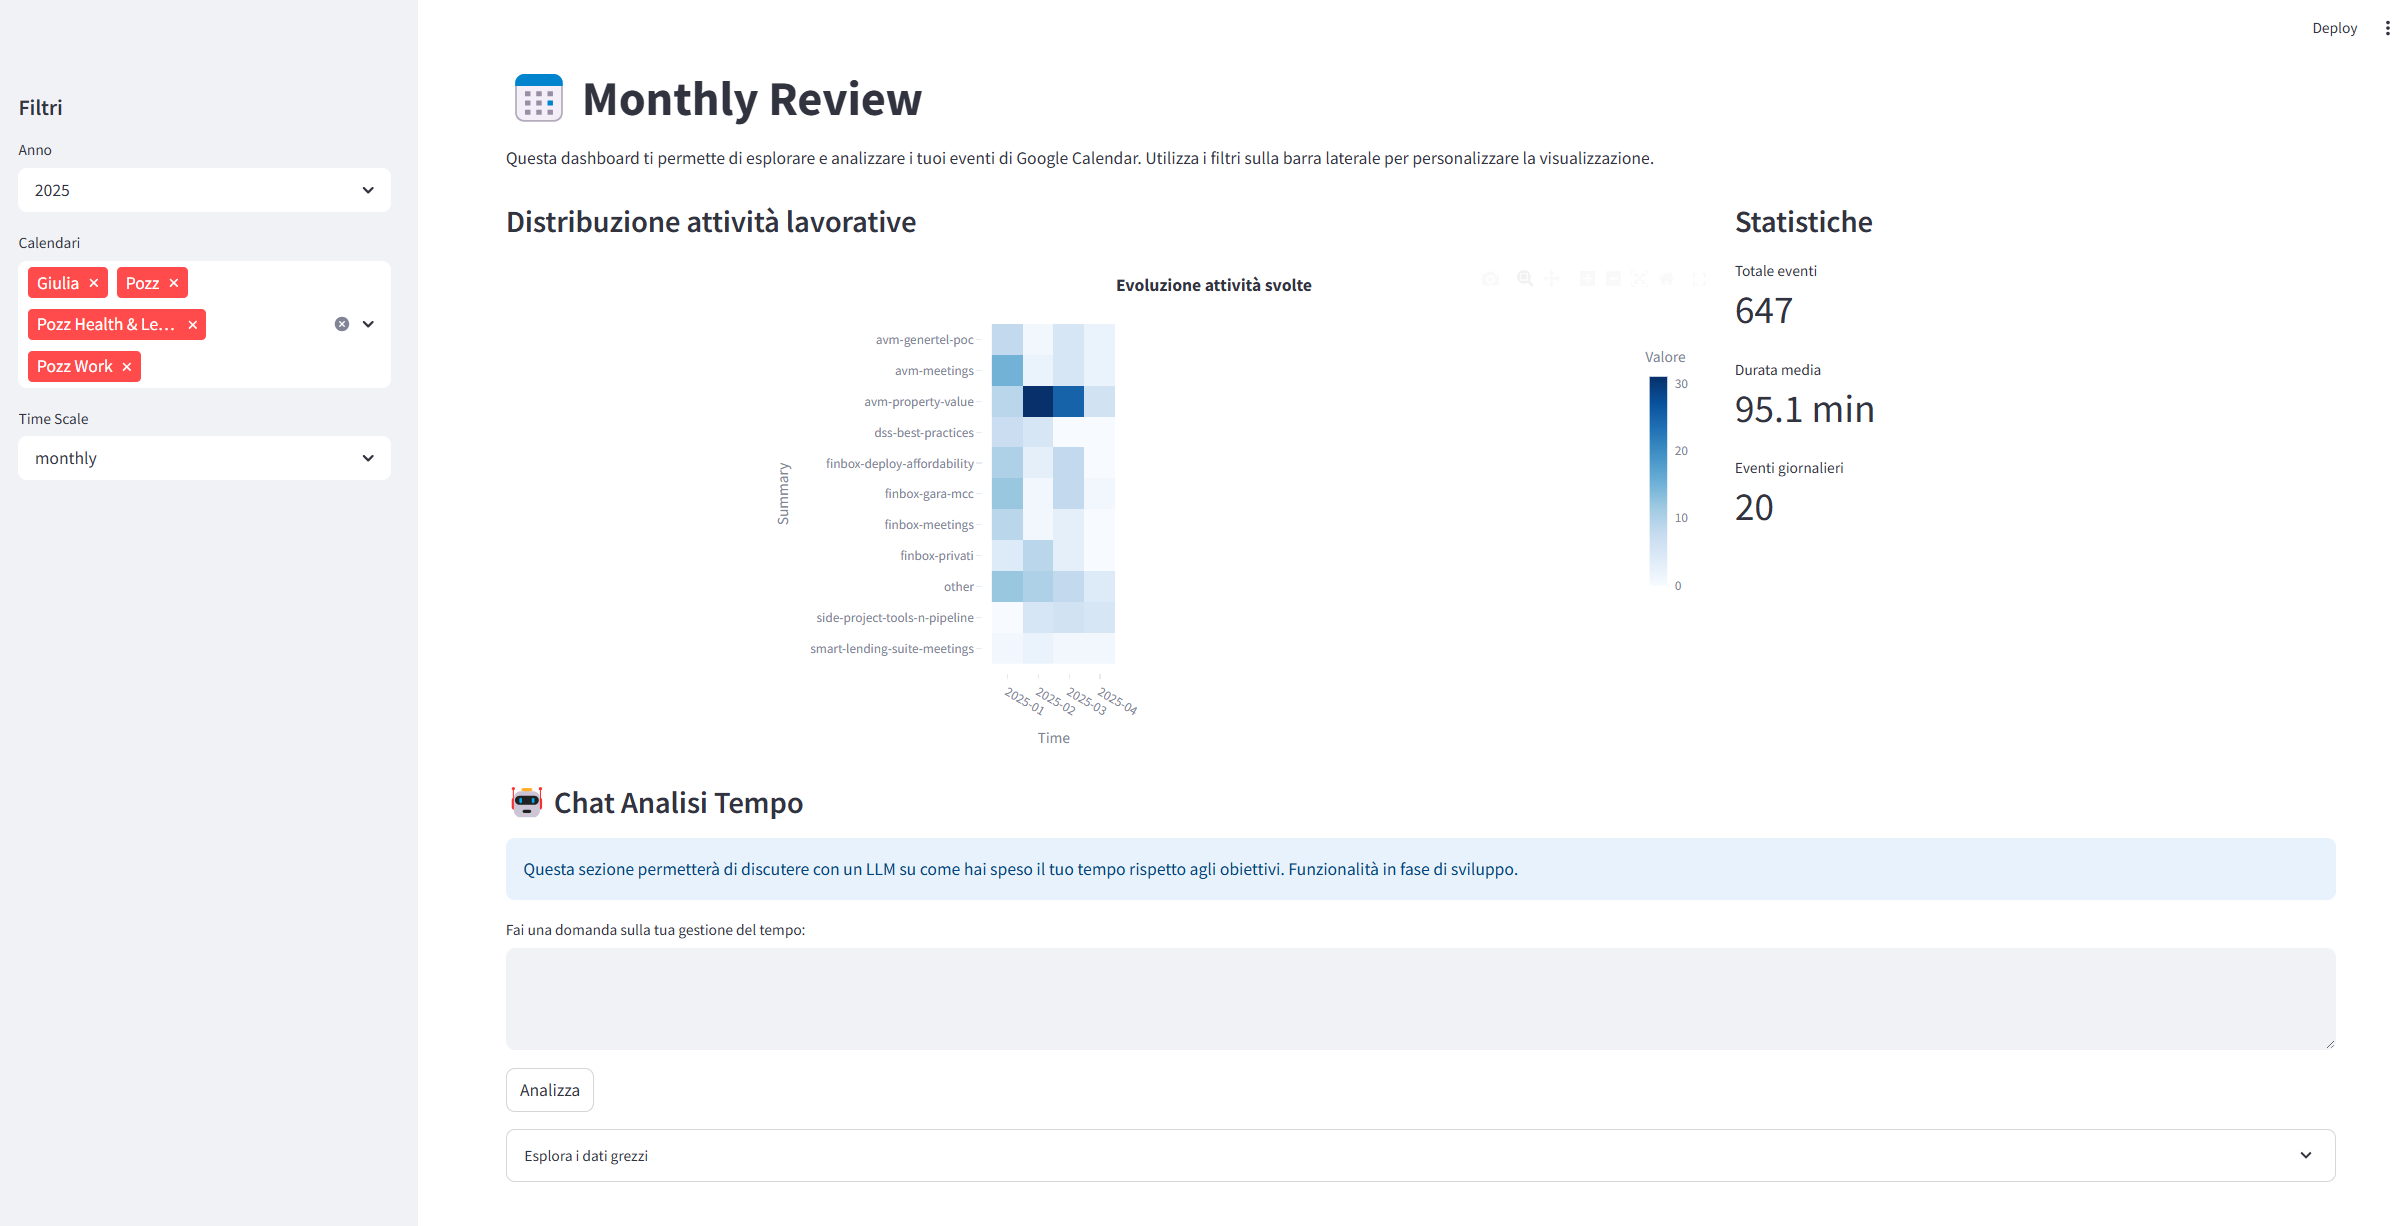 Deploy
Filtri
Anno
2025
Calendari
Giulia
Pozz
Pozz Health & Le...
Pozz Work
Time Scale
monthly
Monthly Review
Questa dashboard ti permette di esplorare e analizzare i tuoi eventi di Google Calendar. Utilizza i filtri sulla barra laterale per personalizzare la visualizzazione.
Distribuzione attività lavorative
Evoluzione attività svolte
Summary
avm-genertel-poc
avm-meetings
avm-property-value
dss-best-practices
finbox-deploy-affordability
finbox-gara-mcc
finbox-meetings
finbox-privati
other
side-project-tools-n-pipeline
smart-lending-suite-meetings
2025-01
2025-02
2025-03
2025-04
Time
Valore
30
20
10
0
Statistiche
Totale eventi
647
Durata media
95.1 min
Eventi giornalieri
20
Chat Analisi Tempo
Questa sezione permetterà di discutere con un LLM su come hai speso il tuo tempo rispetto agli obiettivi. Funzionalità in fase di sviluppo.
Fai una domanda sulla tua gestione del tempo:
Analizza
Esplora i dati grezzi